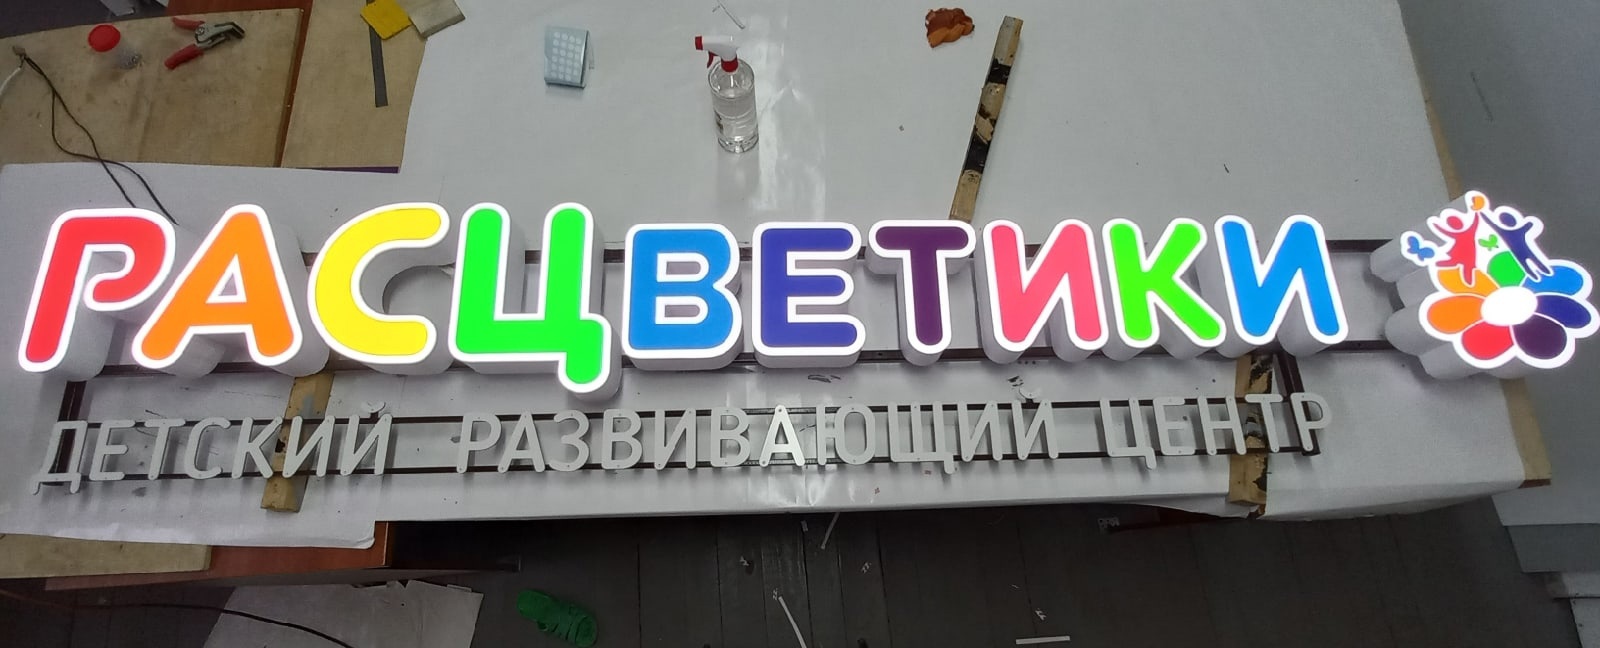 РАСЦВЕТИКИ
ДЕТСКИЙ РАЗВИВАЮЩИЙ ЦЕНТР